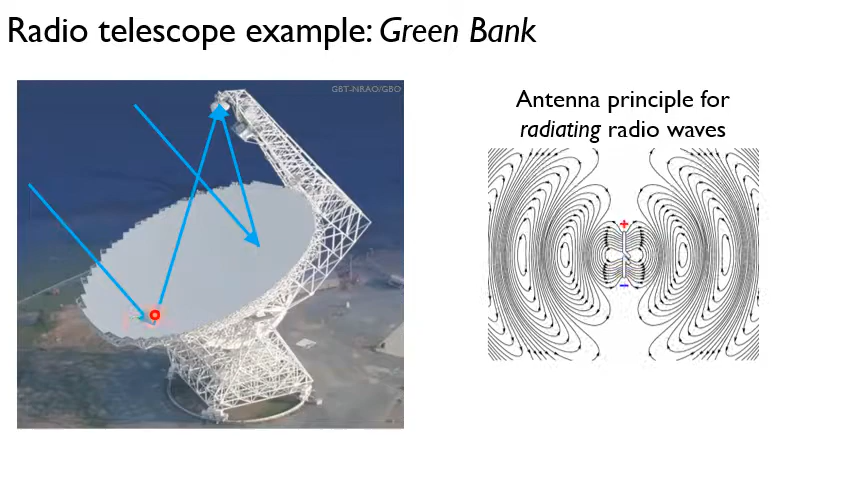 Radio telescope example: Green Bank
GBT-NRAO/GBO
Antenna principle for
radiating radio waves
+
−